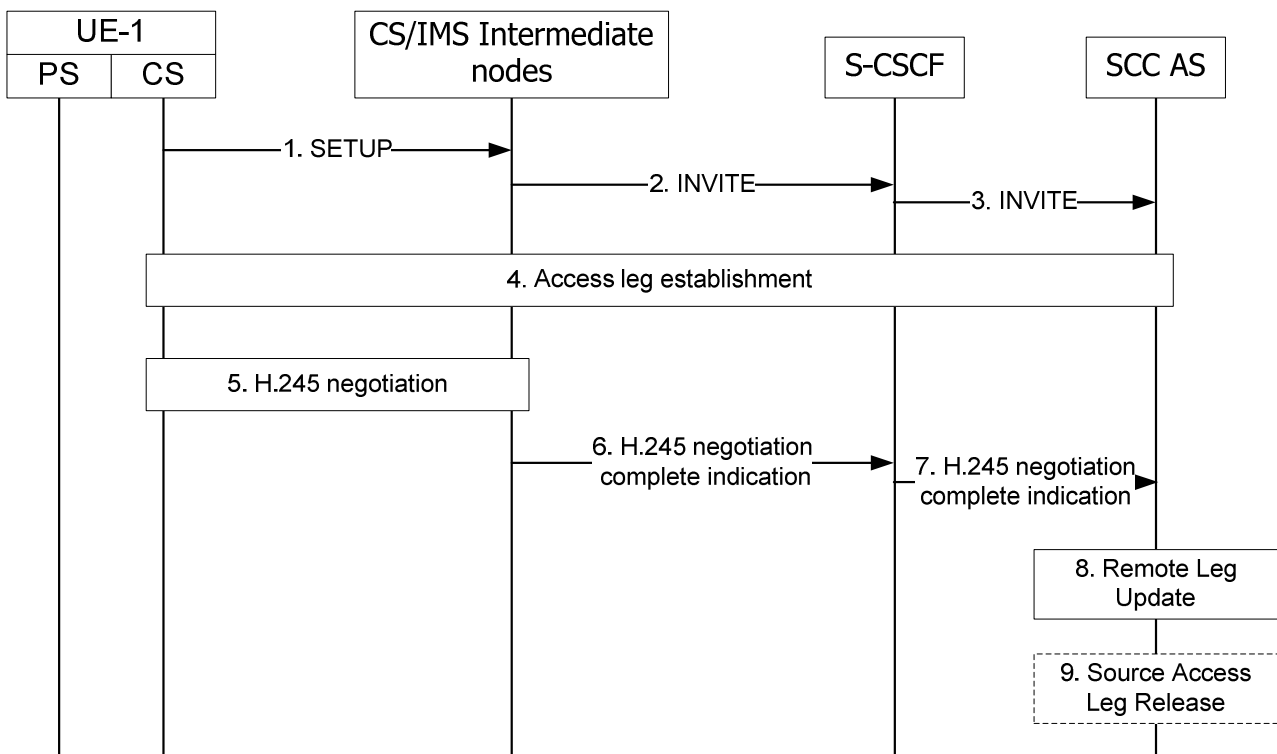 UE-1
PS
CS
CS/IMS Intermediate
nodes
S-CSCF
SCC AS
1. SETUP
2. INVITE
3. INVITE
4. Access leg establishment
5. H.245 negotiation
6. H.245 negotiation
complete indication
7. H.245 negotiation
complete indication
8. Remote Leg
Update
9. Source Access
Leg Release